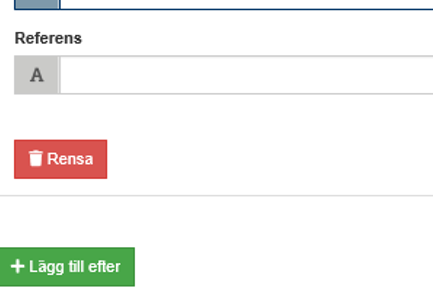 Referens
A
Rensa
+ Lägg till efter